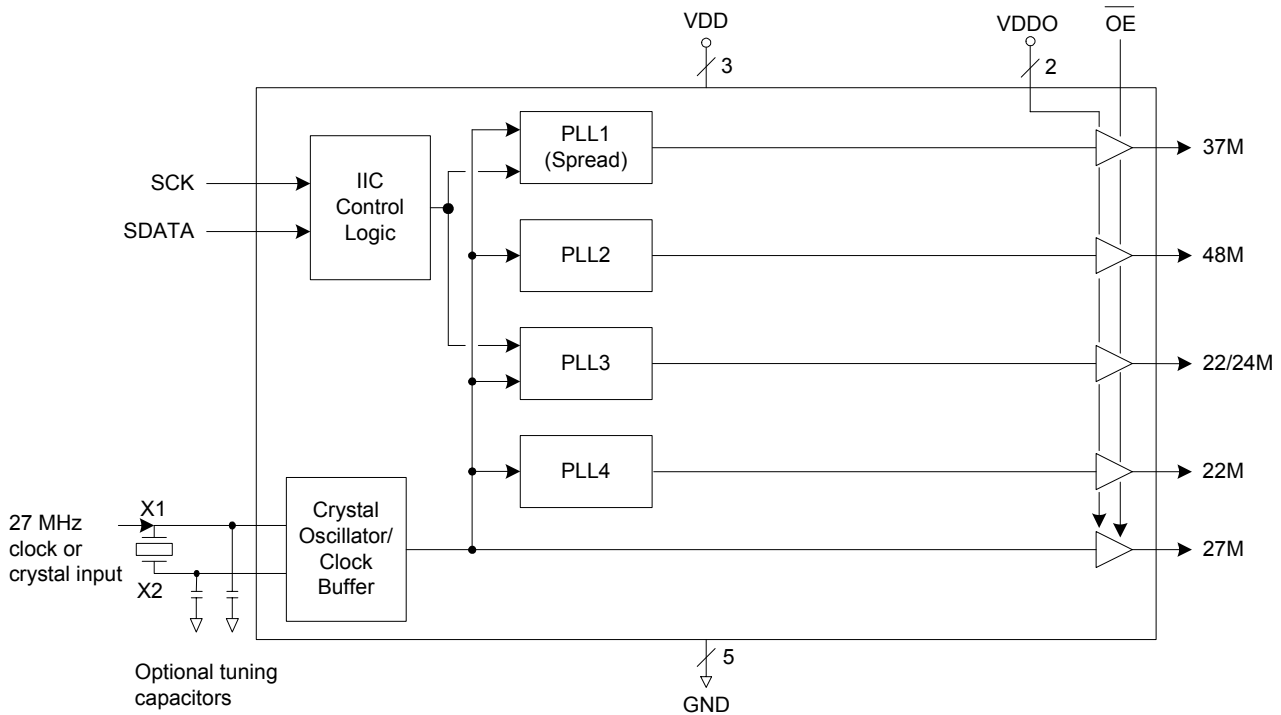 VDD
VDDO
OE
3
2
PLL1
(Spread)
37M
SCK
SDATA
IIC
Control
Logic
PLL2
48M
PLL3
22/24M
PLL4
22M
27 MHz
clock or
crystal input
X1
X2
Crystal
Oscillator/
Clock
Buffer
27M
Optional tuning
capacitors
5
GND